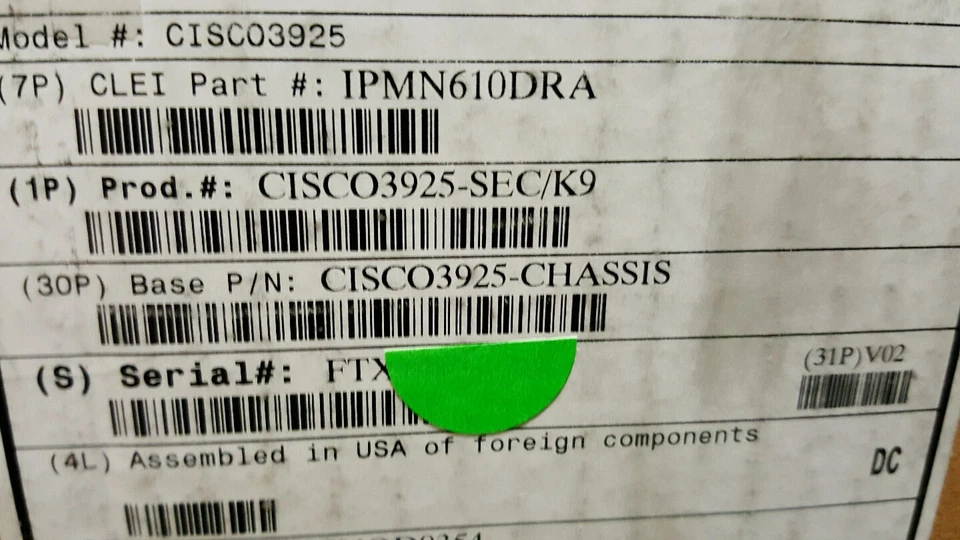 Model #: CISCO3925
(7P) CLEI Part #: IPMN610DRA
(1P) Prod.#: CISCO3925-SEC/K9
(30P) Base P/N: CISCO3925-CHASSIS
(S) Serial#: FTX
(31P)V02
(4L) Assembled in USA of foreign components
DC